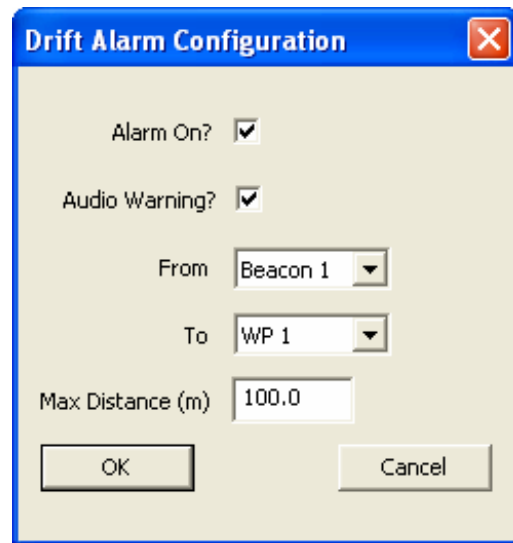 Drift Alarm Configuration
Alarm On?
Audio Warning?
From Beacon 1
To WP 1
Max Distance (m) 100.0
OK Cancel